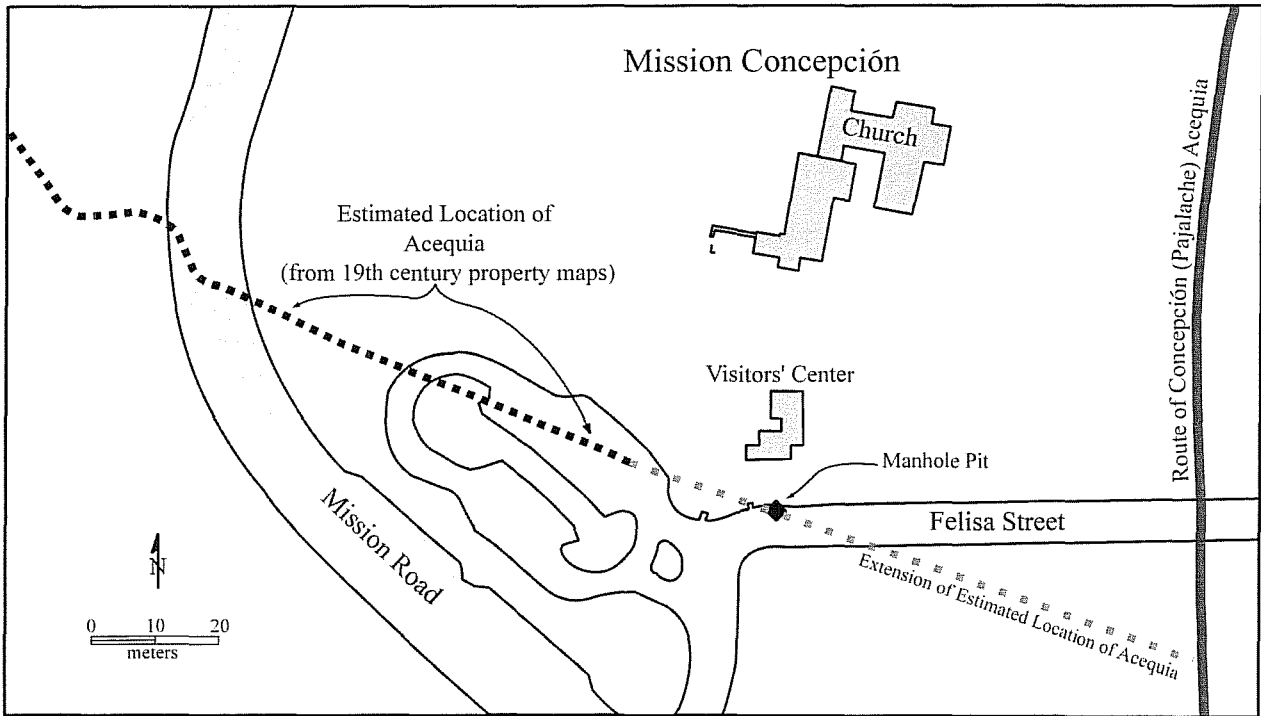 Mission Concepción
Church
Route of Concepción (Pajalache) Acequia
Estimated Location of
Acequia
(from 19th century property maps)
Visitors' Center
Manhole Pit
Felisa Street
Mission Road
Extension of Estimated Location of Acequia
N
0 10 20
meters